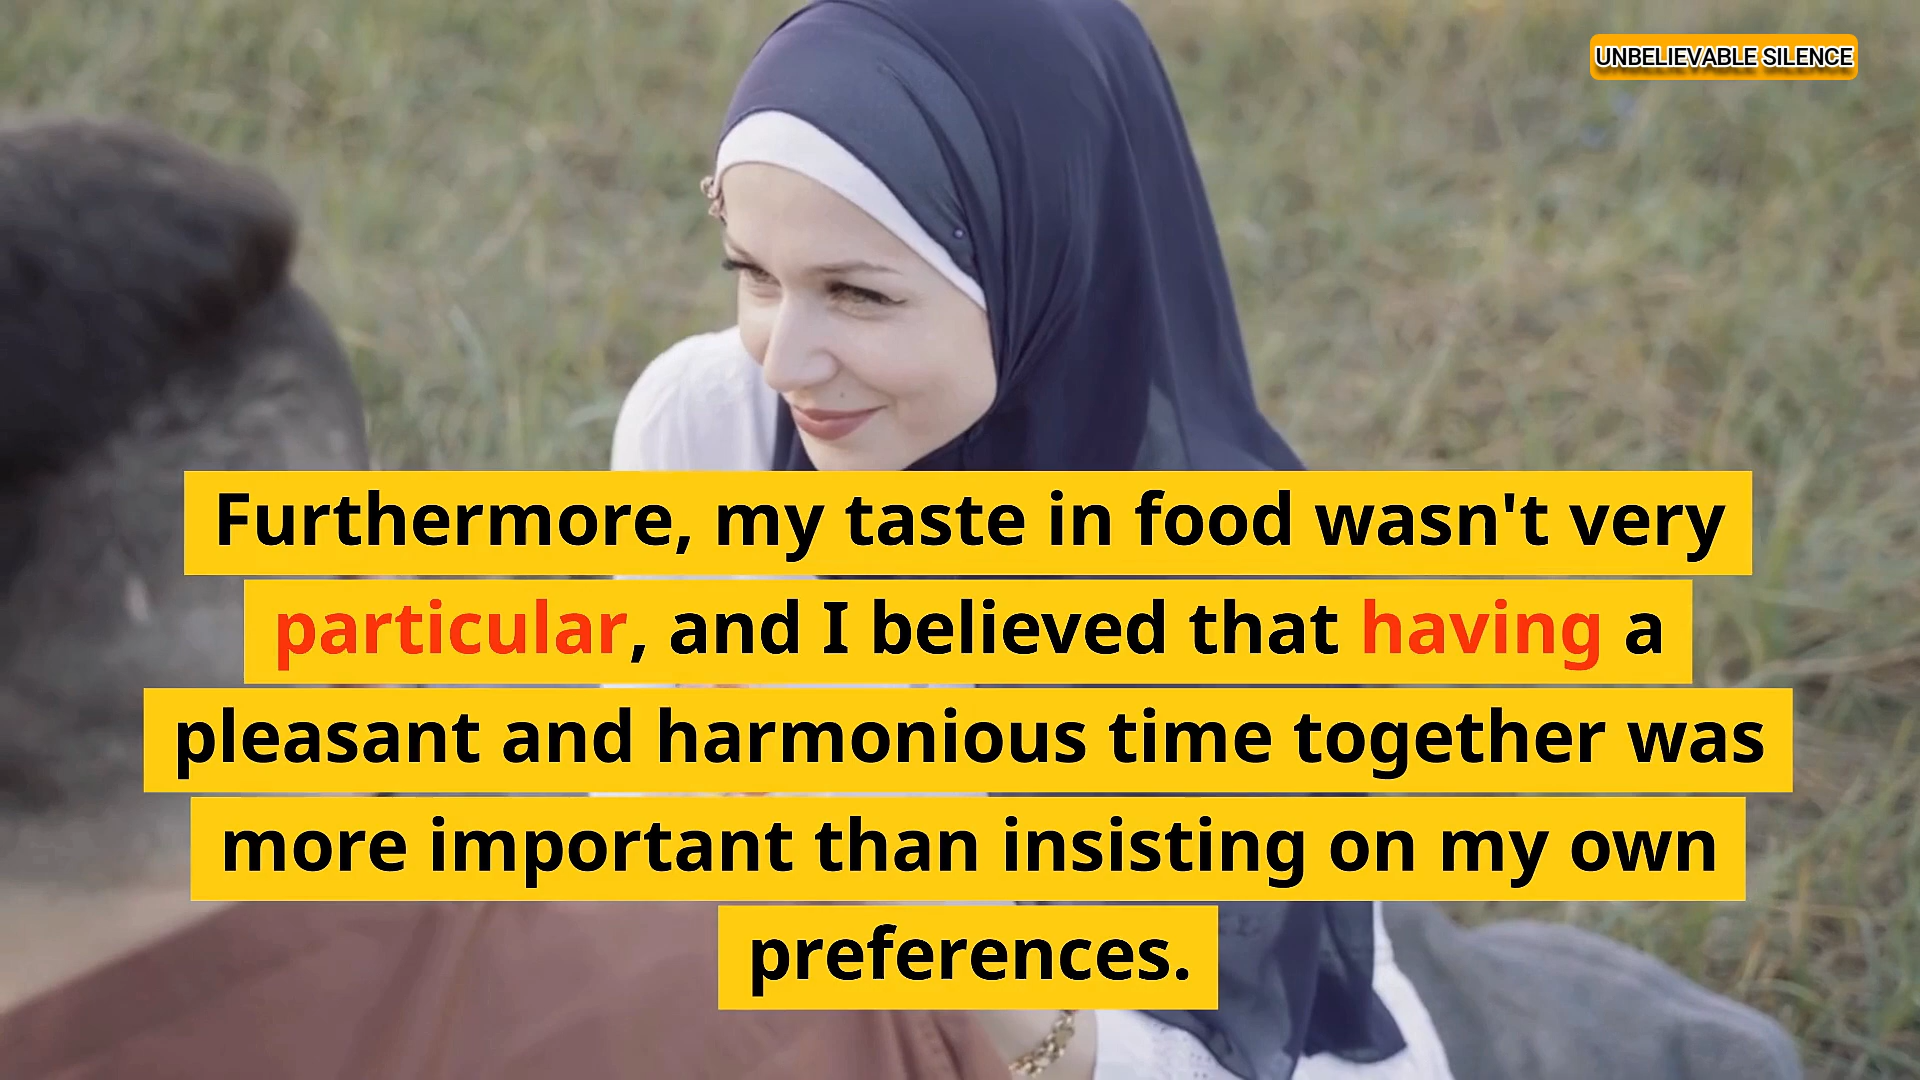 UNBELIEVABLE SILENCE
Furthermore, my taste in food wasn't very
particular, and I believed that having a
pleasant and harmonious time together was
more important than insisting on my own
preferences.